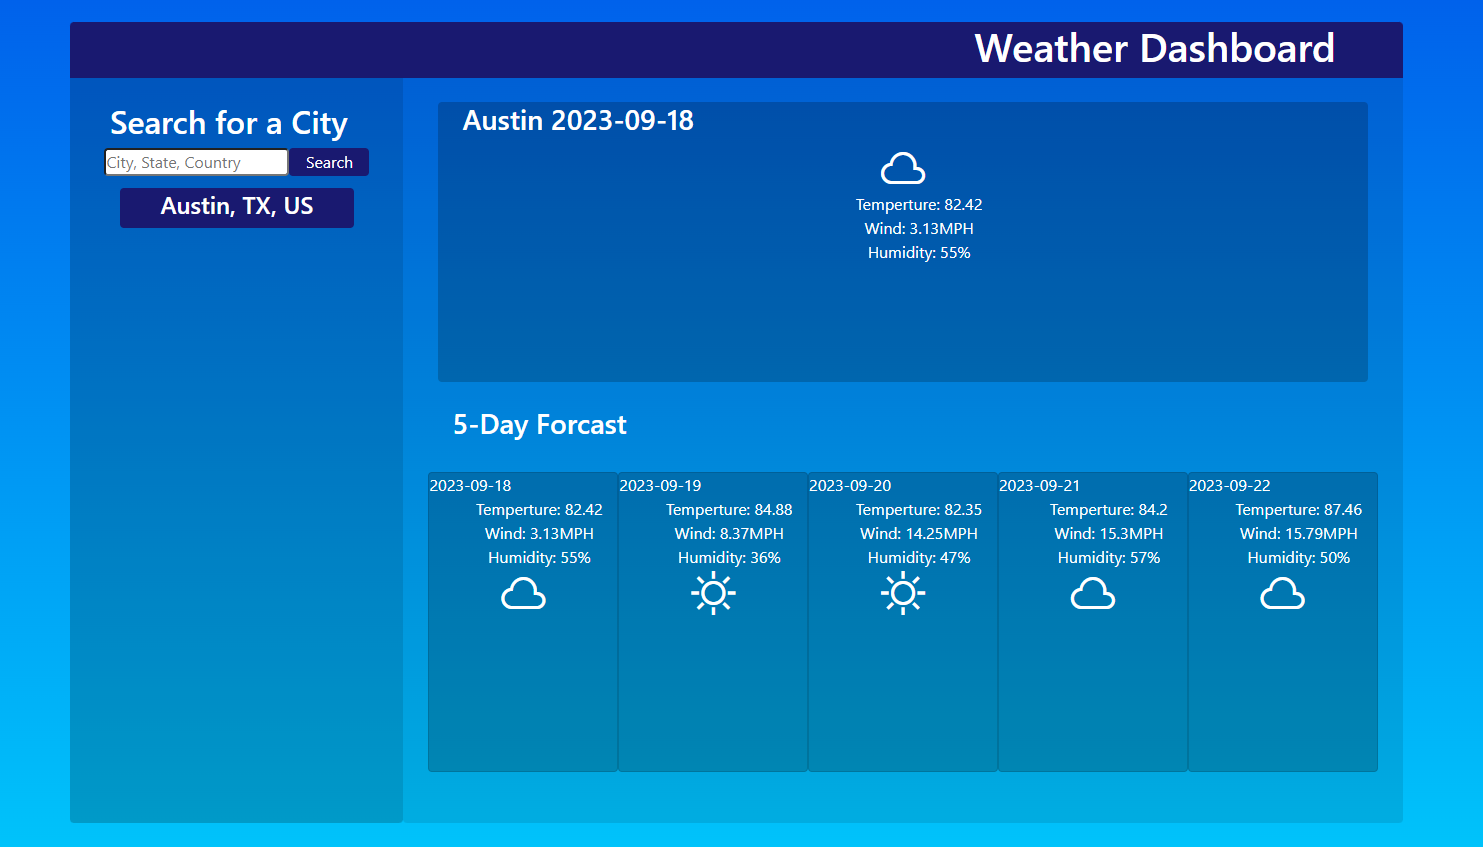 Weather Dashboard
Search for a City
City, State, Country
Search
Austin, TX, US
Austin 2023-09-18
Temperture: 82.42
Wind: 3.13MPH
Humidity: 55%
5-Day Forcast
2023-09-18
Temperture: 82.42
Wind: 3.13MPH
Humidity: 55%
2023-09-19
Temperture: 84.88
Wind: 8.37MPH
Humidity: 36%
2023-09-20
Temperture: 82.35
Wind: 14.25MPH
Humidity: 47%
2023-09-21
Temperture: 84.2
Wind: 15.3MPH
Humidity: 57%
2023-09-22
Temperture: 87.46
Wind: 15.79MPH
Humidity: 50%